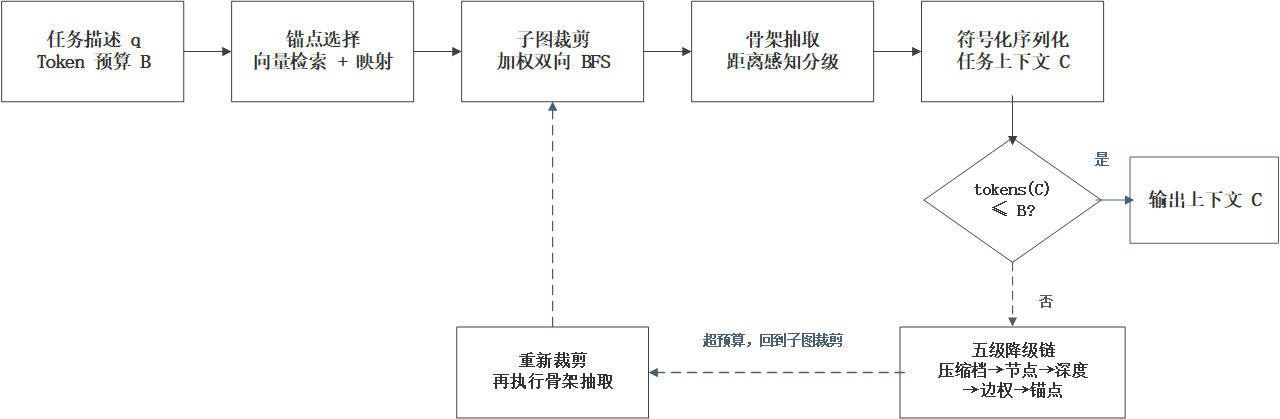 任务描述 q
Token 预算 B
锚点选择
向量检索 + 映射
子图裁剪
加权双向 BFS
骨架抽取
距离感知分级
符号化序列化
任务上下文 C
tokens(C)
≤ B?
是
输出上下文 C
否
五级降级链
压缩档→节点→深度
→边权→锚点
超预算，回到子图裁剪
重新裁剪
再执行骨架抽取